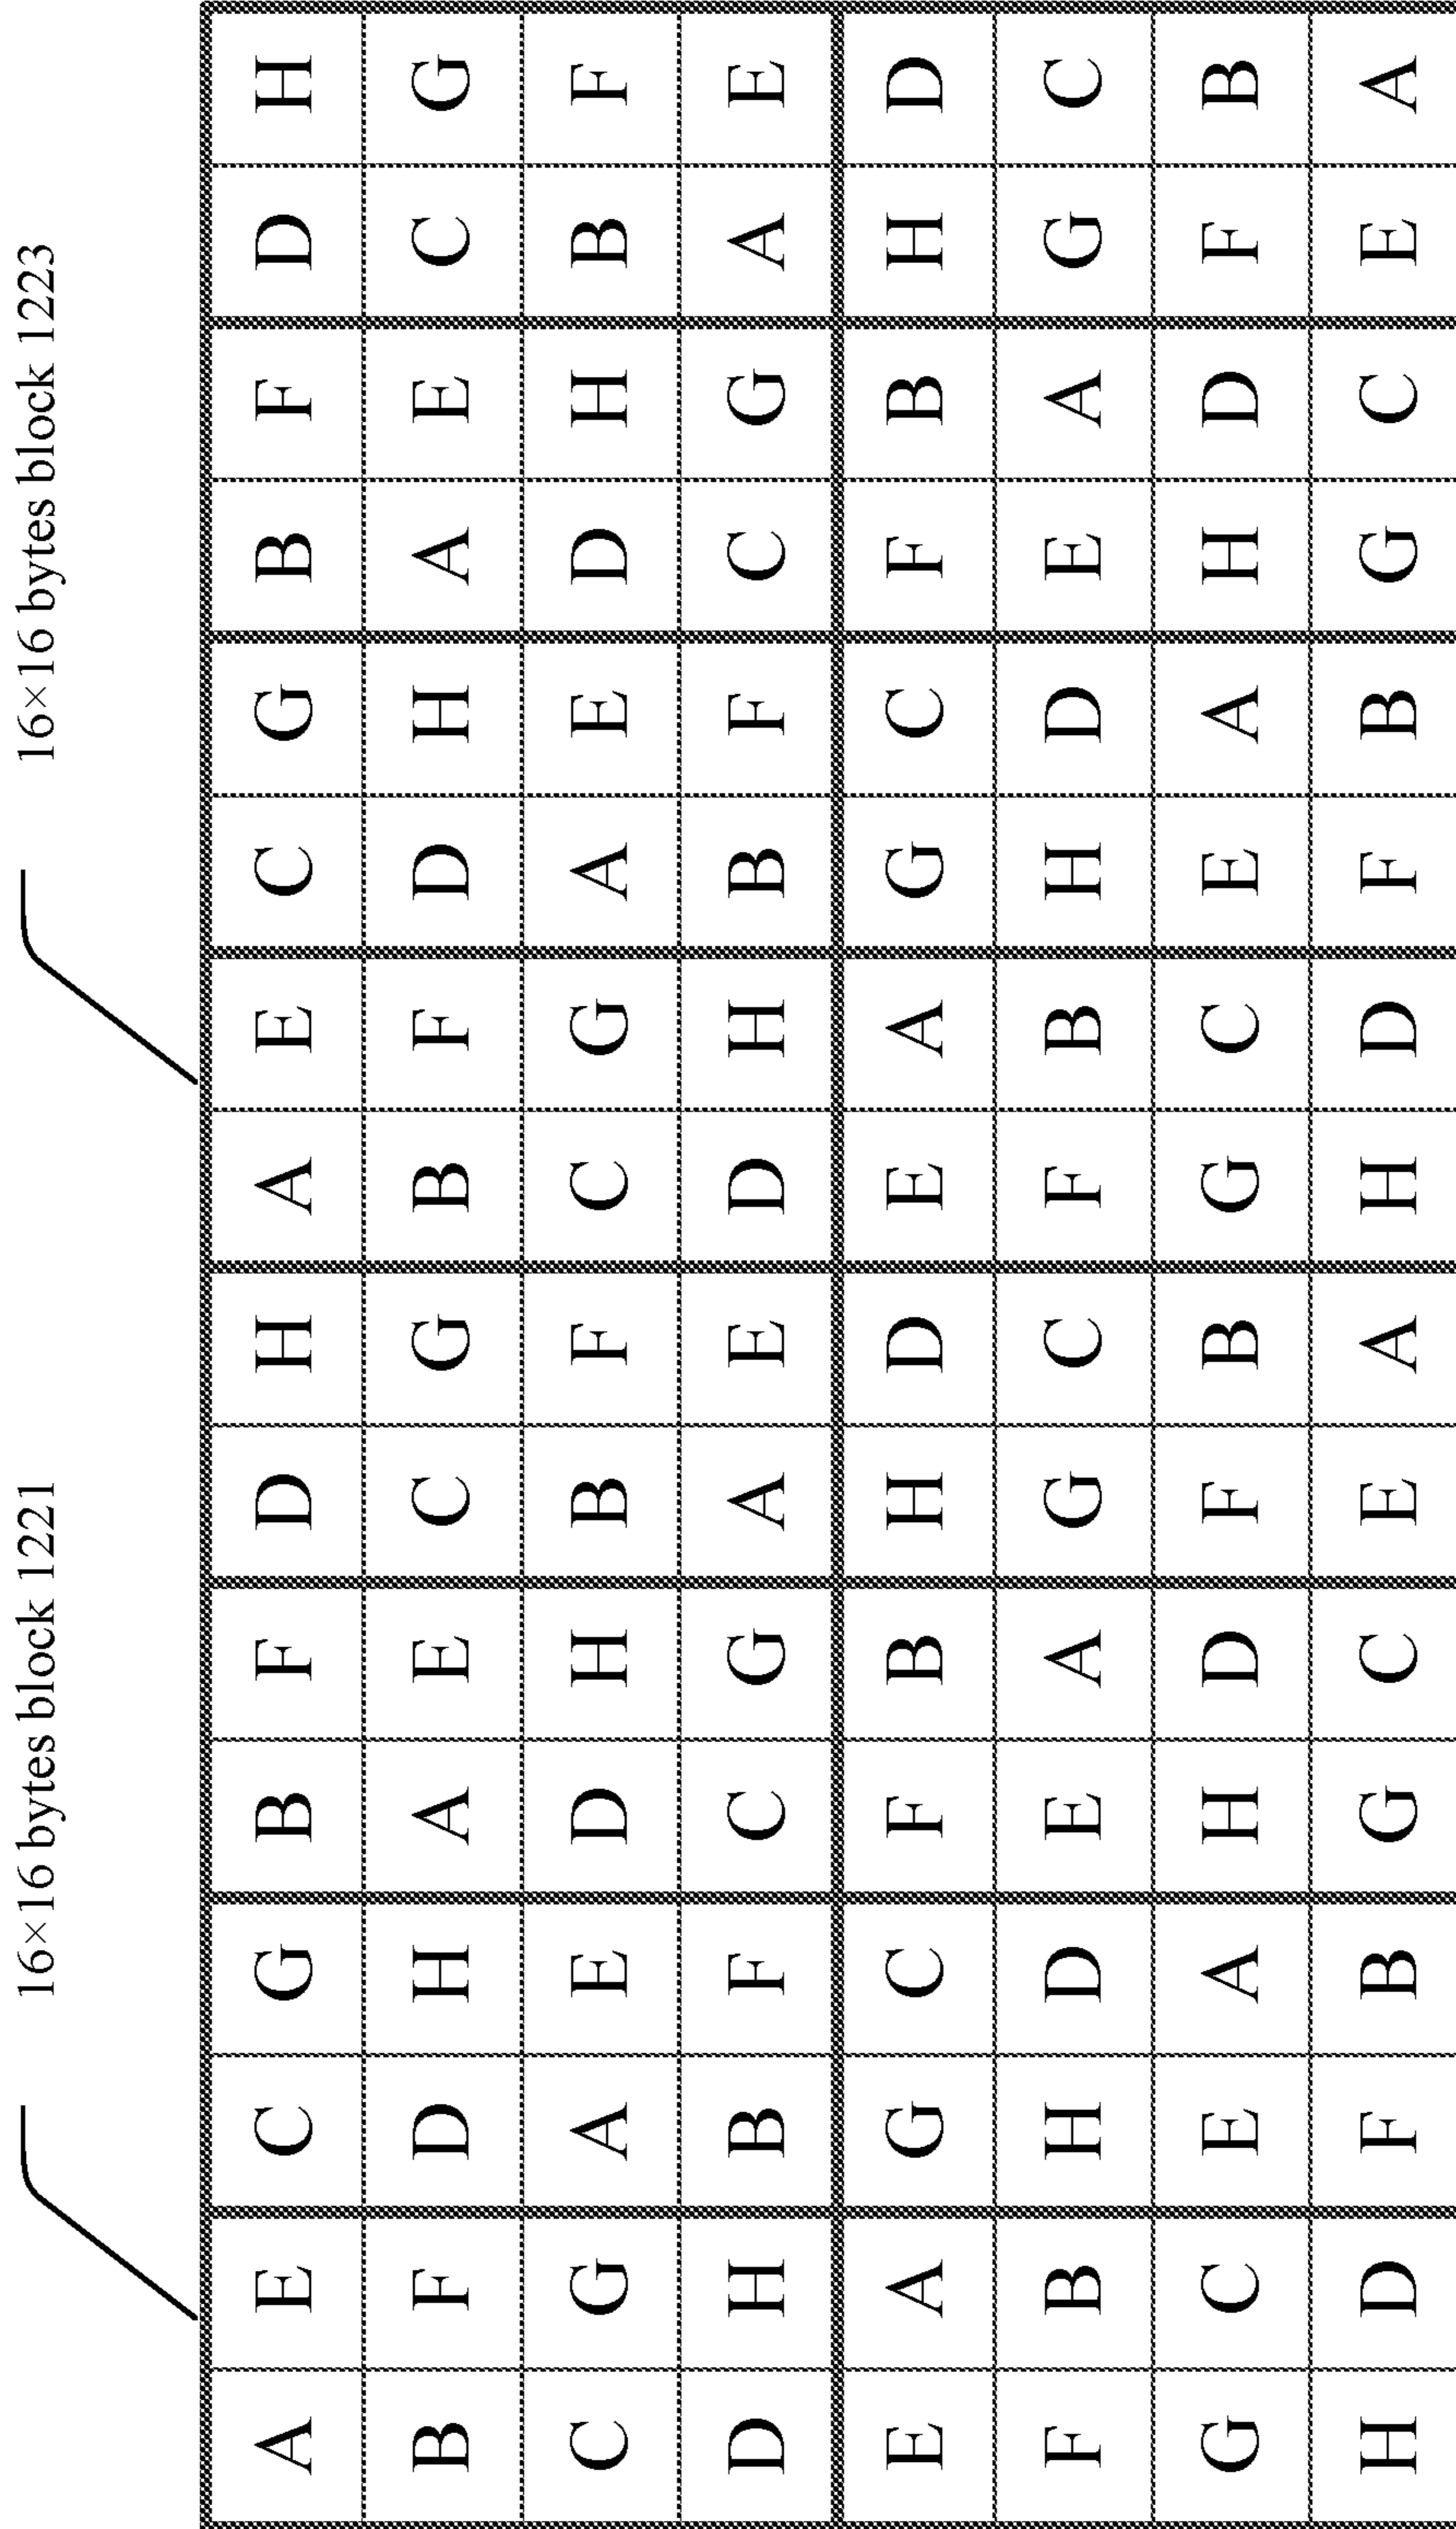 16×16 bytes block 1221
16×16 bytes block 1223
A E C G B F D H A E C G B F D H
B F D H A E C G B F D H A E C G
C G A E D H B F C G A E D H B F
D H B F C G A E D H B F C G A E
E A G C F B H D E A G C F B H D
F B H D E A G C F B H D E A G C
G C E A H D F B G C E A H D F B
H D F B G C E A H D F B G C E A